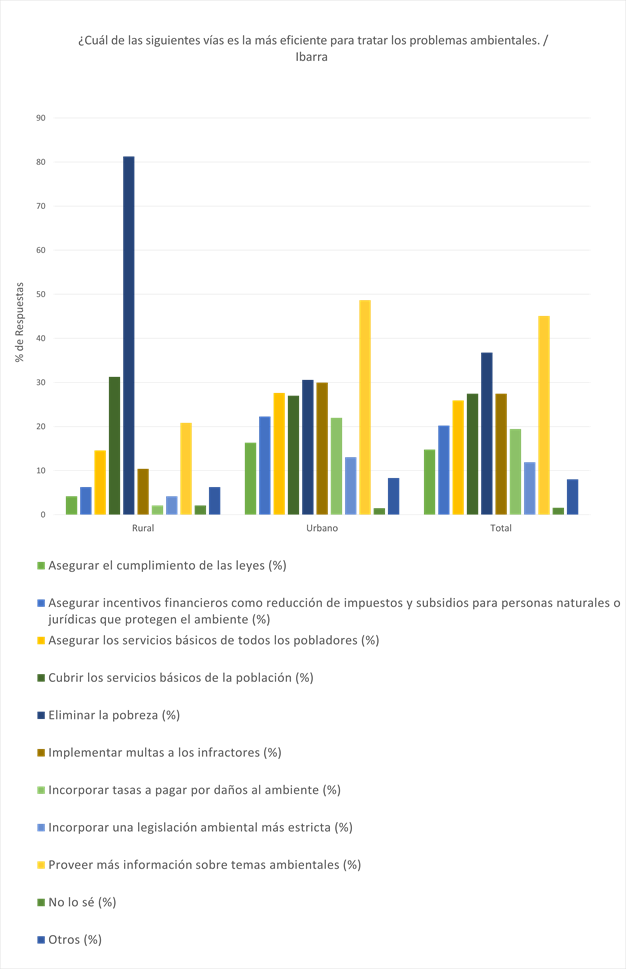 ¿Cuál de las siguientes vías es la más eficiente para tratar los problemas ambientales. /
Ibarra
90
80
70
60
50
40
30
20
10
0
% de Respuestas
Rural
Urbano
Total
Asegurar el cumplimiento de las leyes (%)
Asegurar incentivos financieros como reducción de impuestos y subsidios para personas naturales o
jurídicas que protegen el ambiente (%)
Asegurar los servicios básicos de todos los pobladores (%)
Cubrir los servicios básicos de la población (%)
Eliminar la pobreza (%)
Implementar multas a los infractores (%)
Incorporar tasas a pagar por daños al ambiente (%)
Incorporar una legislación ambiental más estricta (%)
Proveer más información sobre temas ambientales (%)
No lo sé (%)
Otros (%)